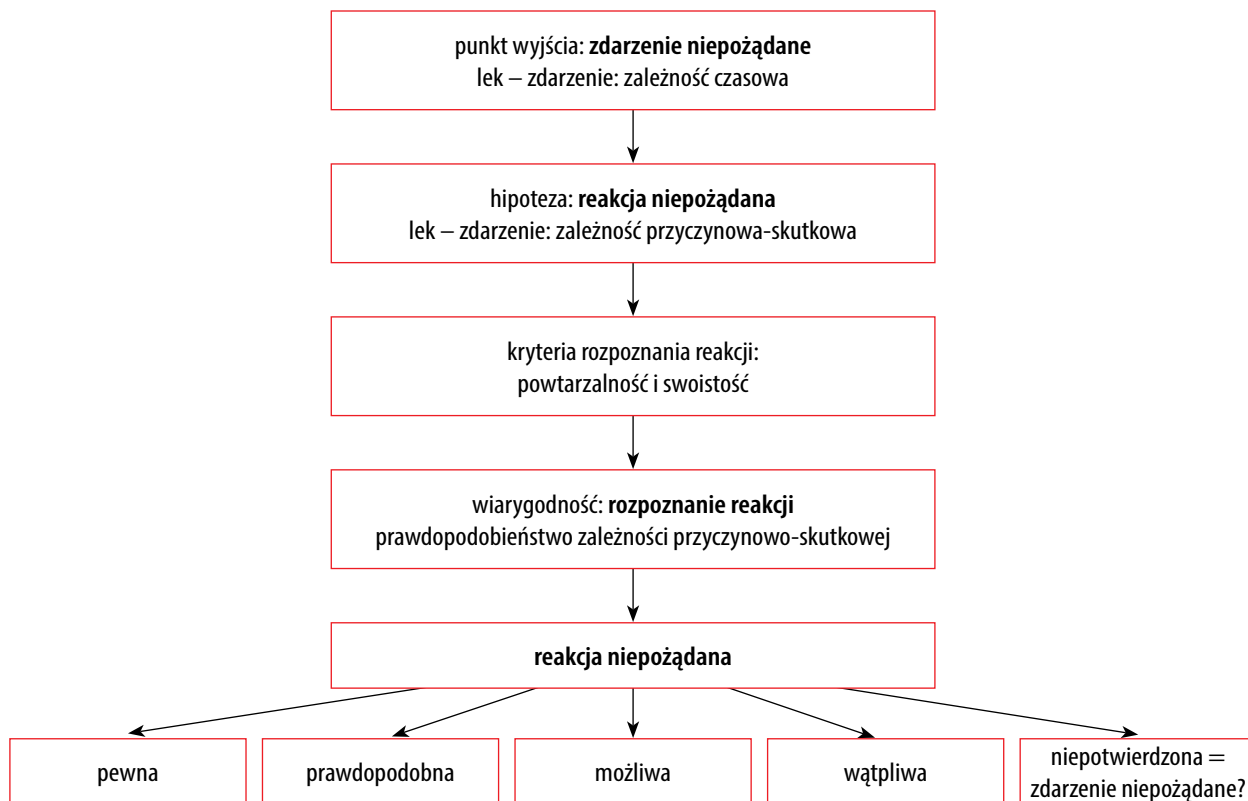 punkt wyjścia: zdarzenie niepożądane
lek – zdarzenie: zależność czasowa
hipoteza: reakcja niepożądana
lek – zdarzenie: zależność przyczynowa-skutkowa
kryteria rozpoznania reakcji:
powtarzalność i swoistość
wiarygodność: rozpoznanie reakcji
prawdopodobieństwo zależności przyczynowo-skutkowej
reakcja niepożądana
pewna
prawdopodobna
możliwa
wątpliwa
niepotwierdzona =
zdarzenie niepożądane?